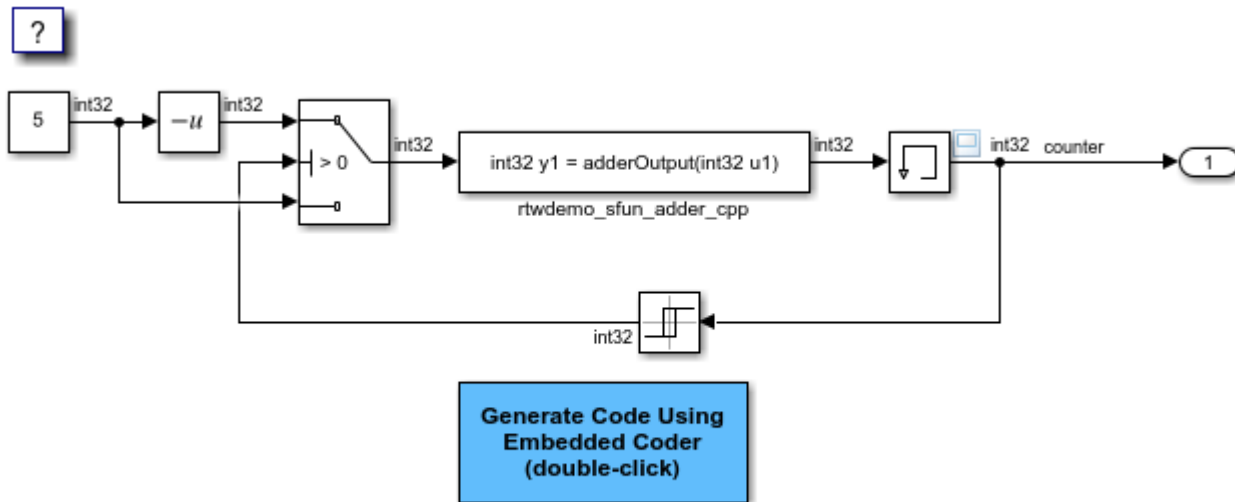 ?
5
int32
-u
int32
> 0
int32
int32 y1 = adderOutput(int32 u1)
rtwdemo_sfun_adder_cpp
int32
int32
counter
1
int32
Generate Code Using
Embedded Coder
(double-click)